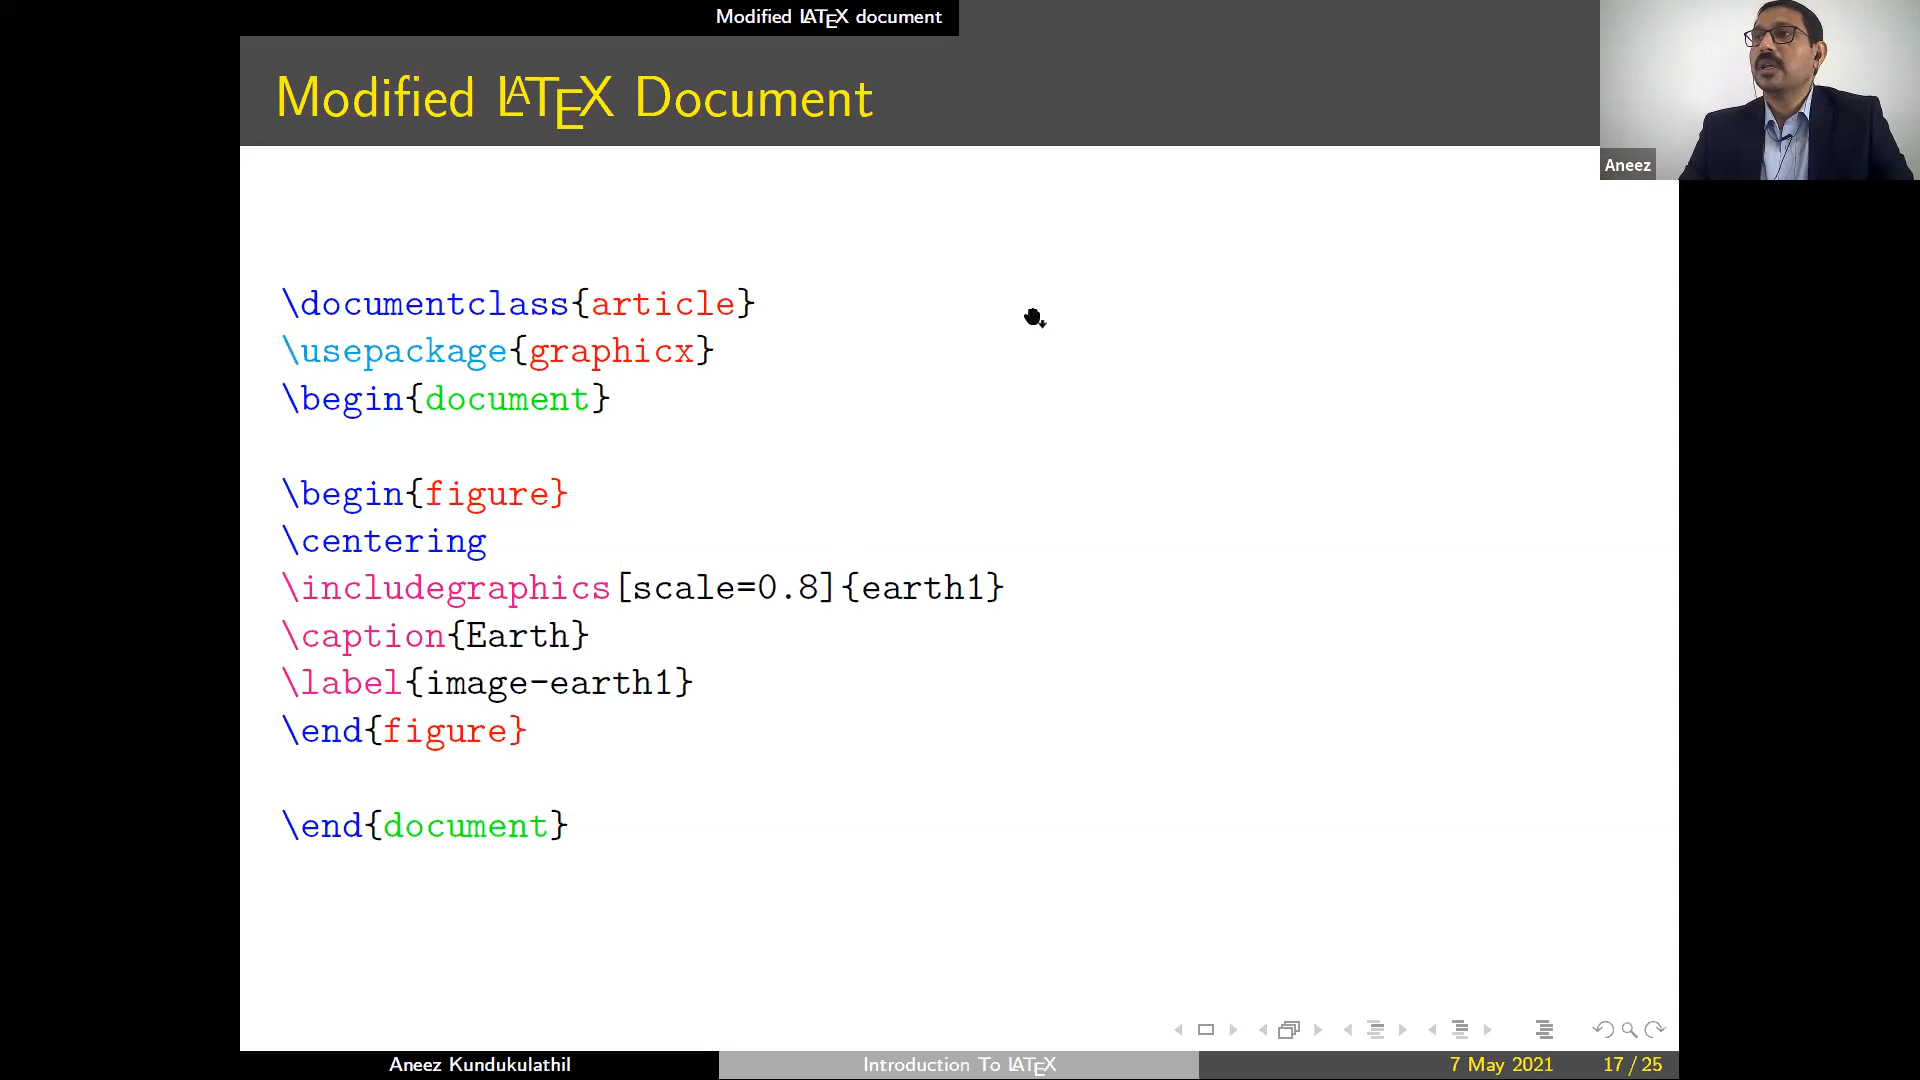 Modified LATEX document
Modified LATEX Document
Aneez
\documentclass{article}
\usepackage{graphicx}
\begin{document}
\begin{figure}
\centering
\includegraphics[scale=0.8]{earth1}
\caption{Earth}
\label{image-earth1}
\end{figure}
\end{document}
Aneez Kundukulathil Introduction To LATEX 7 May 2021 17 / 25